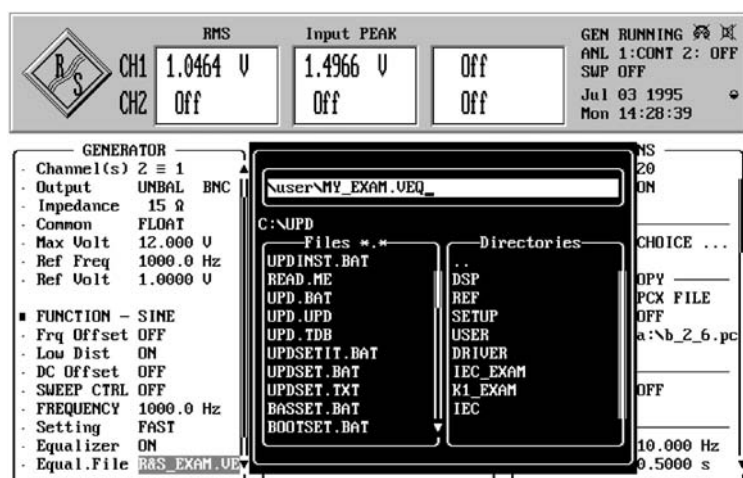 RMS Input PEAK
GEN RUNNING
R&S CH1 1.0464 V 1.4966 V Off ANL 1:CONT 2: OFF
SWP OFF
CH2 Off Off Off Jul 03 1995
Mon 14:28:39
GENERATOR
Channel(s) 2 ≡ 1
Output UNBAL BNC
Impedance 15 Ω
Common FLOAT
Max Volt 12.000 V
Ref Freq 1000.0 Hz
Ref Volt 1.0000 V
FUNCTION – SINE
Frq Offset OFF
Low Dist ON
DC Offset OFF
SWEEP CTRL OFF
FREQUENCY 1000.0 Hz
Setting FAST
Equalizer ON
Equal.File R&S_EXAM.VE
\user\MY_EXAM.VEQ_
C:\UPD
Files *.*
UPDINST.BAT
READ.ME
UPD.BAT
UPD.UPD
UPD.TDB
UPDSETIT.BAT
UPDSET.BAT
UPDSET.TXT
BASSET.BAT
BOOTSET.BAT
Directories
..
DSP
REF
SETUP
USER
DRIVER
IEC_EXAM
K1_EXAM
IEC
NS
20
ON
CHOICE ...
OPY
PCX FILE
OFF
a:\b_2_6.pc
OFF
10.000 Hz
0.5000 s